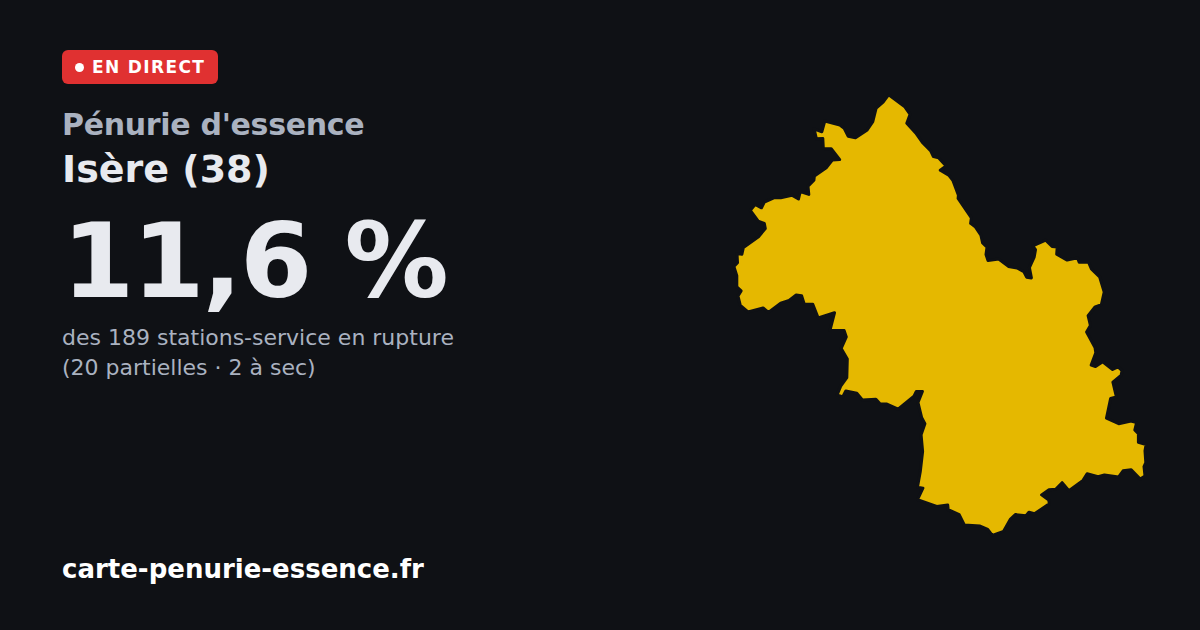 EN DIRECT
Pénurie d'essence
Isère (38)
11,6 %
des 189 stations-service en rupture
(20 partielles · 2 à sec)
carte-penurie-essence.fr